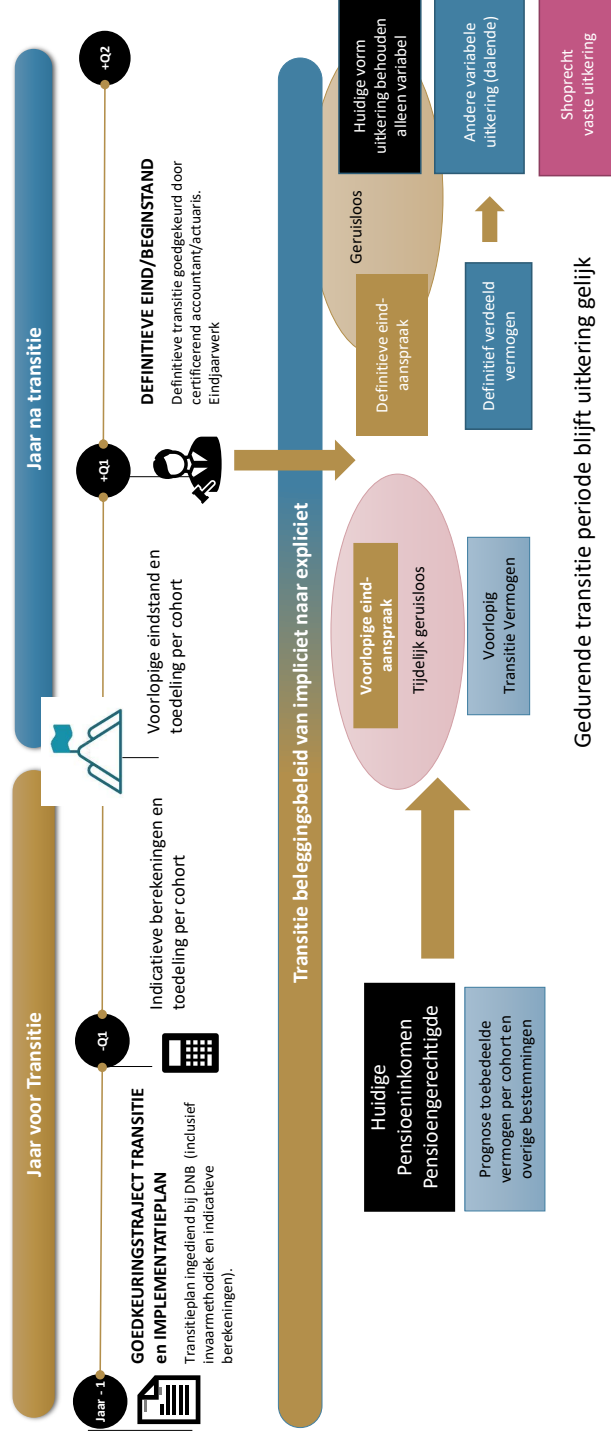 Jaar voor Transitie
Jaar na transitie
Jaar - 1
-Q1
+Q1
+Q2
GOEDKEURINGSTRAJECT TRANSITIE
en IMPLEMENTATIEPLAN
Transitieplan ingediend bij DNB (inclusief
invaarmethodiek en indicatieve
berekeningen).
Indicatieve berekeningen en
toedeling per cohort
Voorlopige eindstand en
toedeling per cohort
DEFINITIEVE EIND/BEGINSTAND
Definitieve transitie goedgekeurd door
certificerend accountant/actuaris.
Eindjaarwerk
Transitie beleggingsbeleid van impliciet naar expliciet
Huidige
Pensioeninkomen
Pensioengerechtigde
Prognose toebedeelde
vermogen per cohort en
overige bestemmingen
Voorlopige eind-
aanspraak
Tijdelijk geruisloos
Voorlopig
Transitie Vermogen
Definitieve eind-
aanspraak
Geruisloos
Definitief verdeeld
vermogen
Huidige vorm
uitkering behouden
alleen variabel
Andere variabele
uitkering (dalende)
Shoprecht
vaste uitkering
Gedurende transitie periode blijft uitkering gelijk